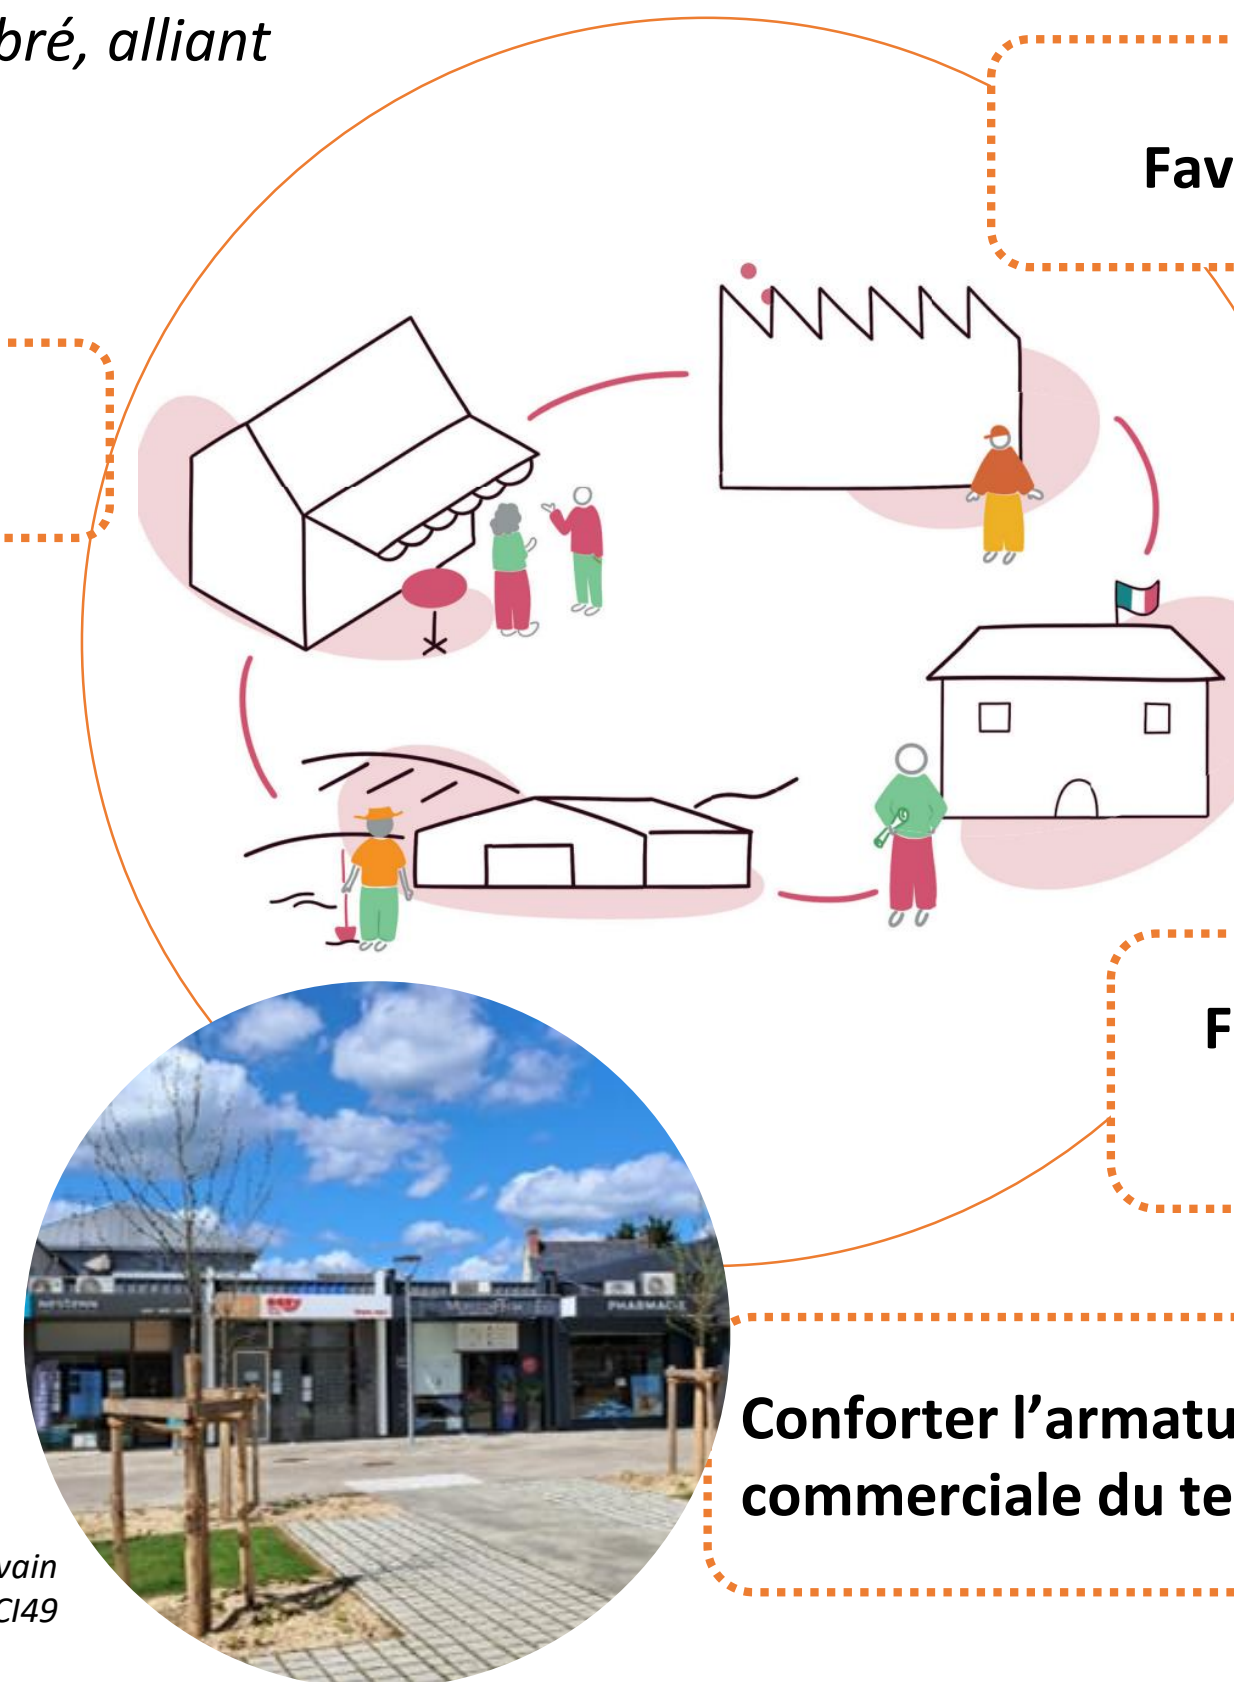 bré, alliant
Fav
F
PHARMACIE
Conforter l’armatu
commerciale du te
vain
CI49